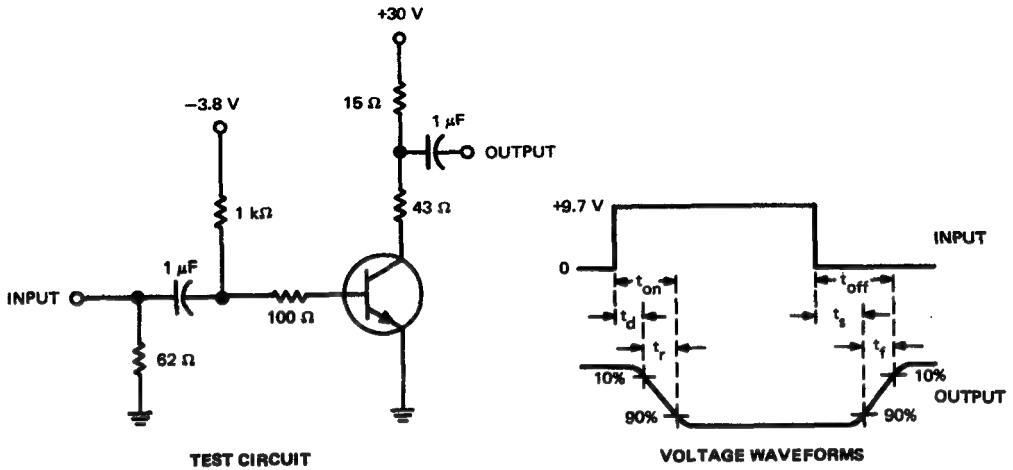 +30 V
15 Ω
−3.8 V
1 μF
OUTPUT
1 kΩ
43 Ω
1 μF
INPUT
100 Ω
62 Ω
TEST CIRCUIT
+9.7 V
INPUT
0
ton
toff
td
ts
tr
tf
10%
10%
OUTPUT
90%
90%
VOLTAGE WAVEFORMS